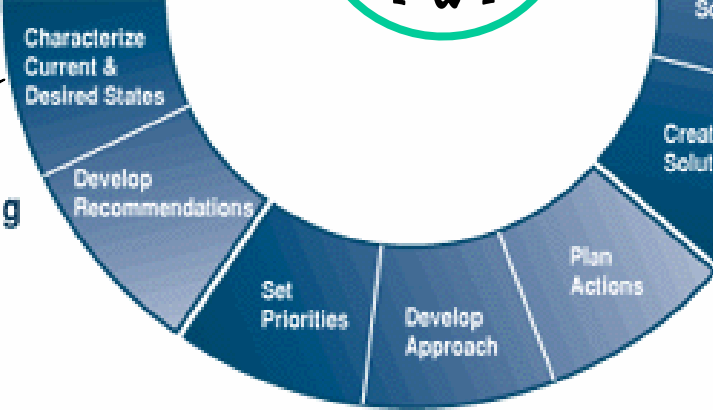 Characterize
Current &
Desired States
Develop
Recommendations
g
Set
Priorities
Develop
Approach
Plan
Actions